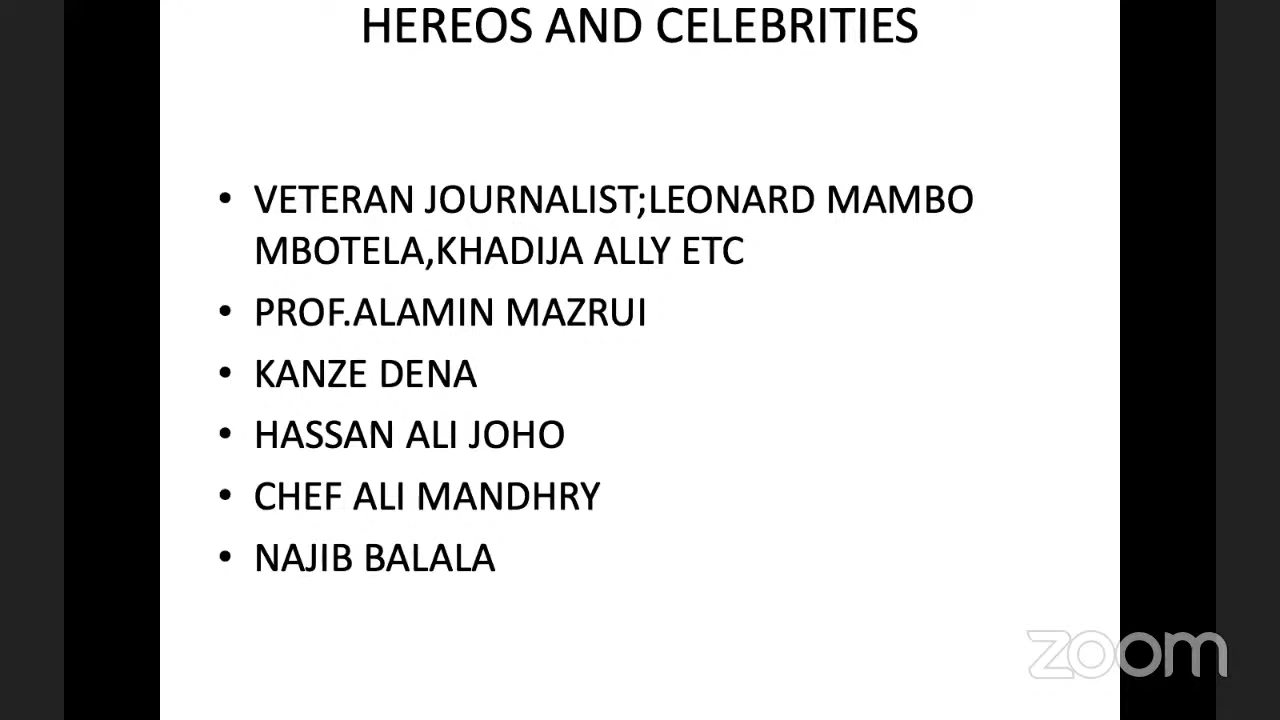 HEREOS AND CELEBRITIES
• VETERAN JOURNALIST;LEONARD MAMBO
MBOTELA,KHADIJA ALLY ETC
• PROF.ALAMIN MAZRUI
• KANZE DENA
• HASSAN ALI JOHO
• CHEF ALI MANDHRY
• NAJIB BALALA
zoom